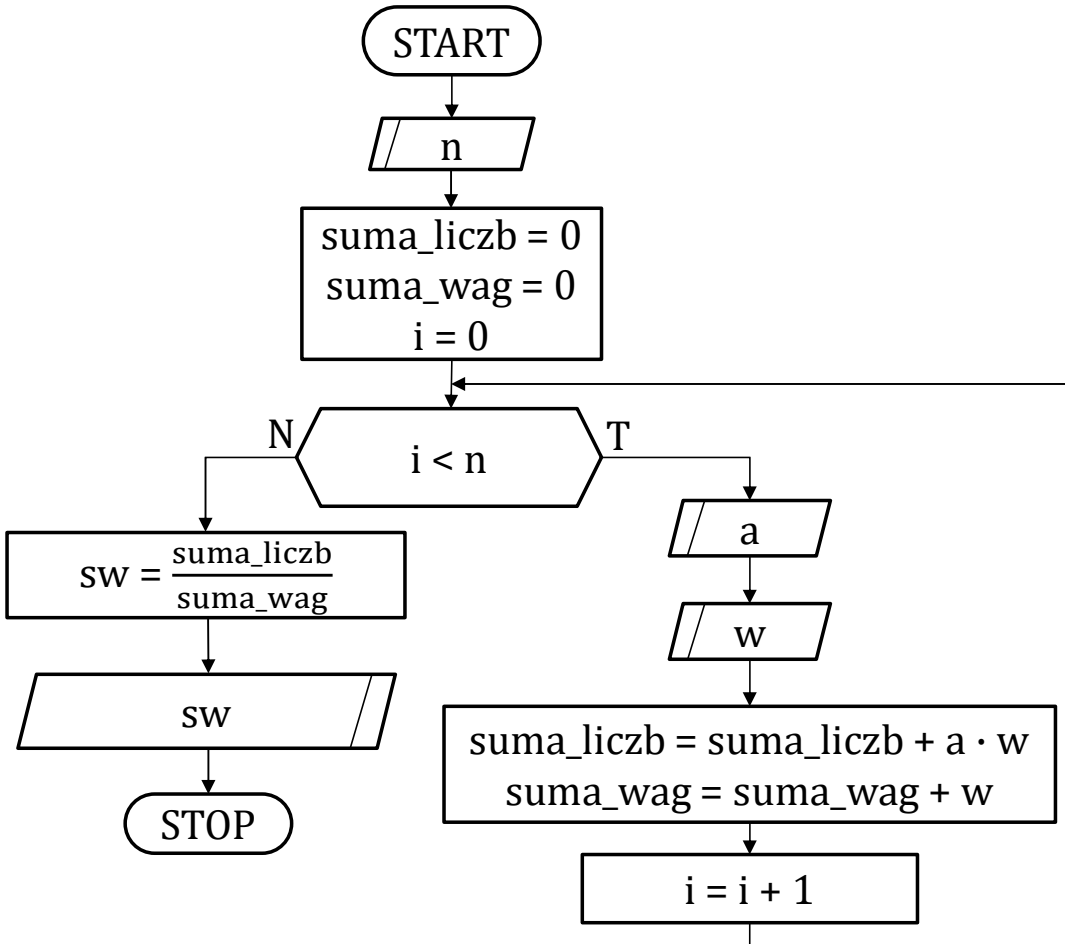 START
n
suma_liczb = 0
suma_wag = 0
i = 0
N
i < n
T
sw = suma_liczb
suma_wag
sw
STOP
a
w
suma_liczb = suma_liczb + a · w
suma_wag = suma_wag + w
i = i + 1